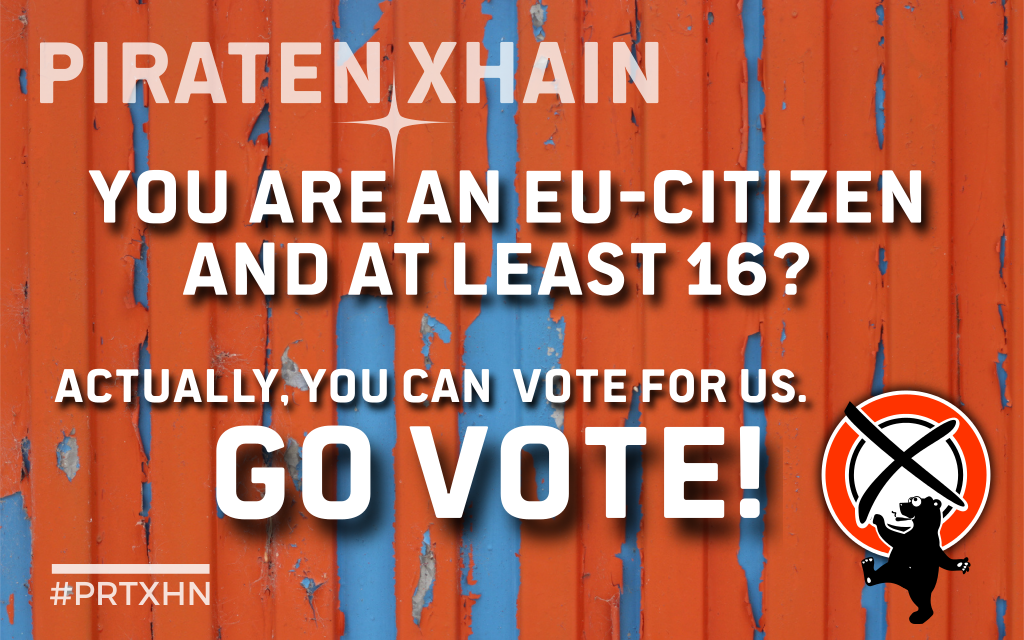 PIRATEN XHAIN
YOU ARE AN EU-CITIZEN
AND AT LEAST 16?
ACTUALLY, YOU CAN VOTE FOR US.
GO VOTE!
#PRTXHN